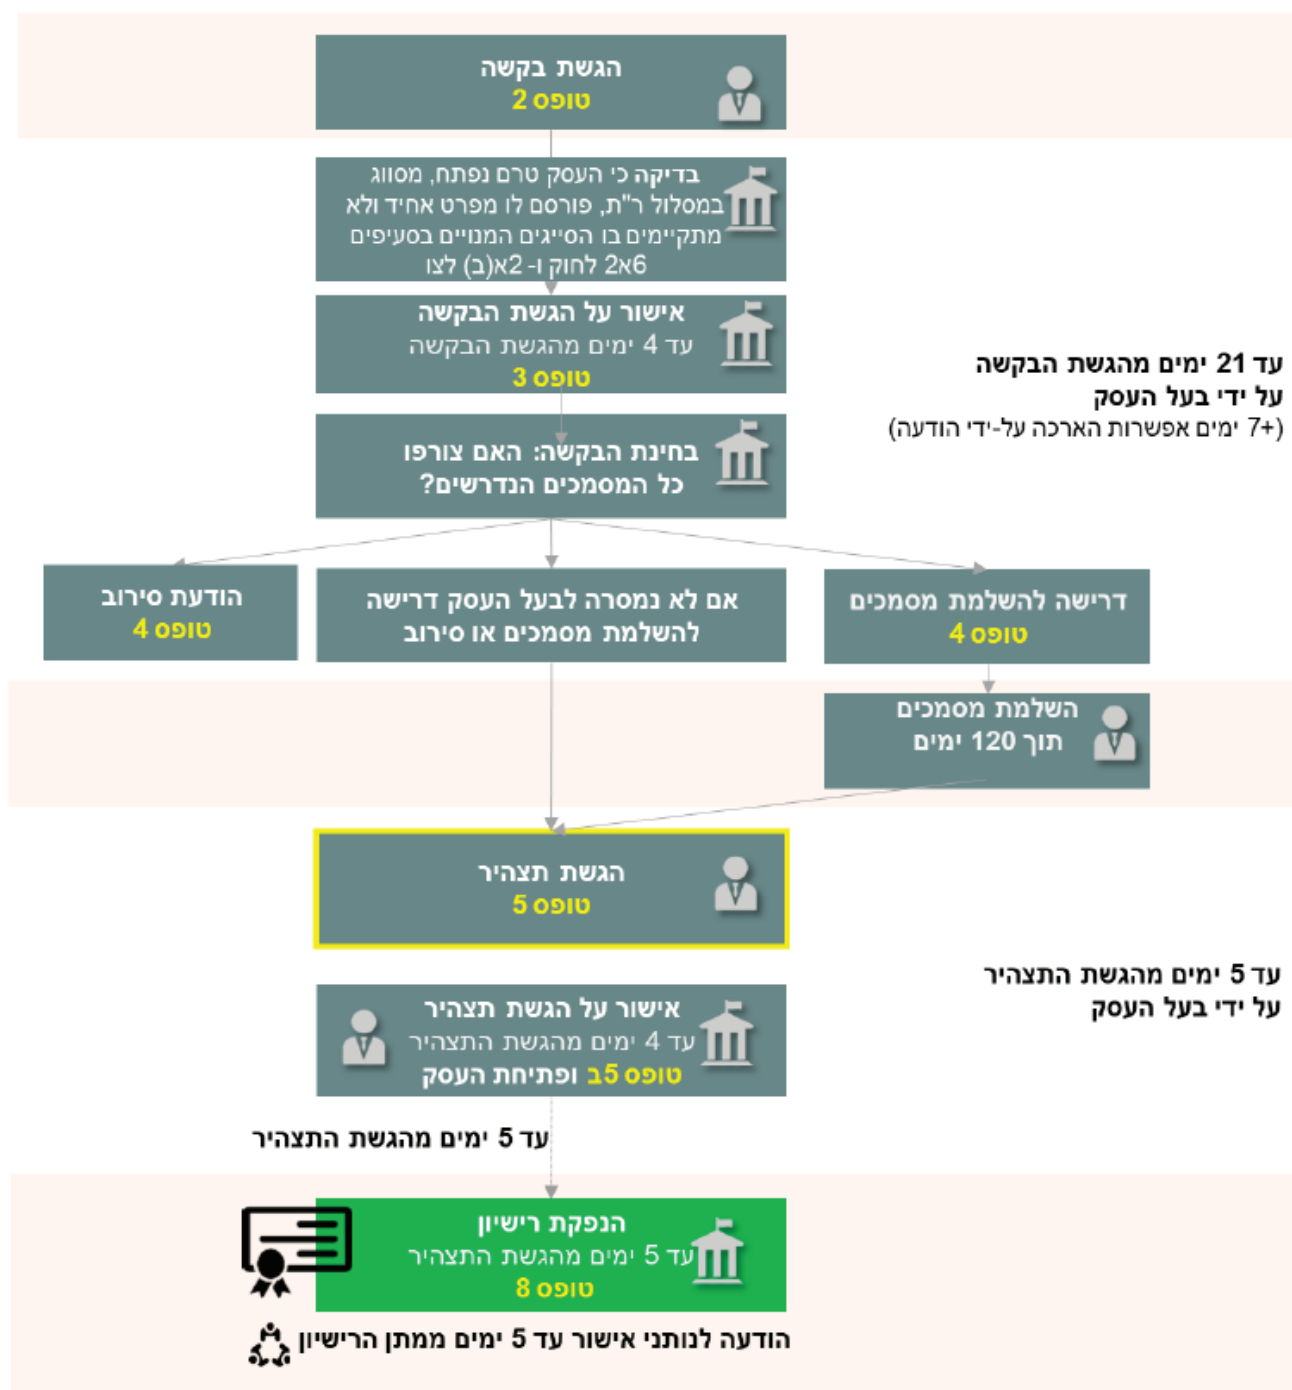 הגשת בקשה
טופס 2
בדיקה כי העסק טרם נפתח, מסווג
במסלול ר"ת, פורסם לו מפרט אחיד ולא
מתקיימים בו הסייגים המנויים בסעיפים
6א2 לחוק ו- 2א(ב) לצו
אישור על הגשת הבקשה
עד 4 ימים מהגשת הבקשה
טופס 3
עד 21 ימים מהגשת הבקשה
על ידי בעל העסק
(+7 ימים אפשרות הארכה על-ידי הודעה)
בחינת הבקשה: האם צורפו
כל המסמכים הנדרשים?
דרישה להשלמת מסמכים
טופס 4
אם לא נמסרה לבעל העסק דרישה
להשלמת מסמכים או סירוב
הודעת סירוב
טופס 4
השלמת מסמכים
תוך 120 ימים
הגשת תצהיר
טופס 5
עד 5 ימים מהגשת התצהיר
על ידי בעל העסק
אישור על הגשת תצהיר
עד 4 ימים מהגשת התצהיר
טופס 5ב ופתיחת העסק
עד 5 ימים מהגשת התצהיר
הנפקת רישיון
עד 5 ימים מהגשת התצהיר
טופס 8
הודעה לנותני אישור עד 5 ימים ממתן הרישיון